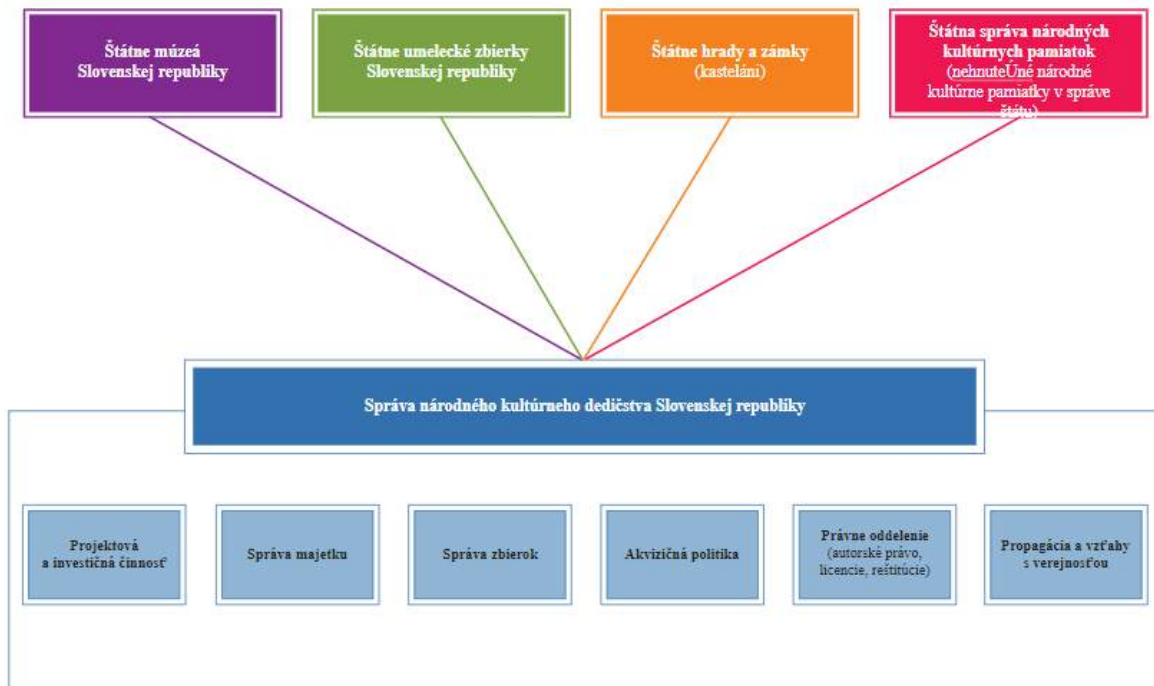 Štátne múzeá
Slovenskej republiky
Štátne umelecké zbierky
Slovenskej republiky
Štátne hrady a zámky
(kasteláni)
Štátna správa národných
kultúrnych pamiatok
(nehnuteÚné národné
kultúrne pamiatky v správe
štátu)
Správa národného kultúrneho dedičstva Slovenskej republiky
Projektová
a investičná činnosť
Správa majetku
Správa zbierok
Akvizičná politika
Právne oddelenie
(autorské právo,
licencie, reštitúcie)
Propagácia a vzťahy
s verejnosťou